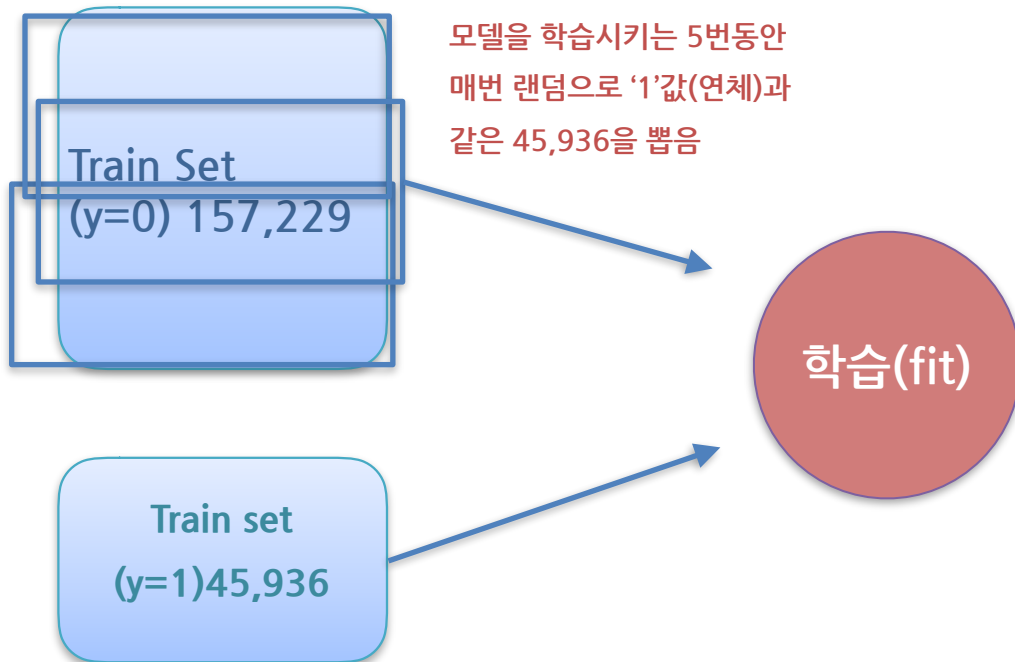 모델을 학습시키는 5번동안
매번 랜덤으로 ‘1’값(연체)과
같은 45,936을 뽑음
Train Set
(y=0) 157,229
학습(fit)
Train set
(y=1)45,936